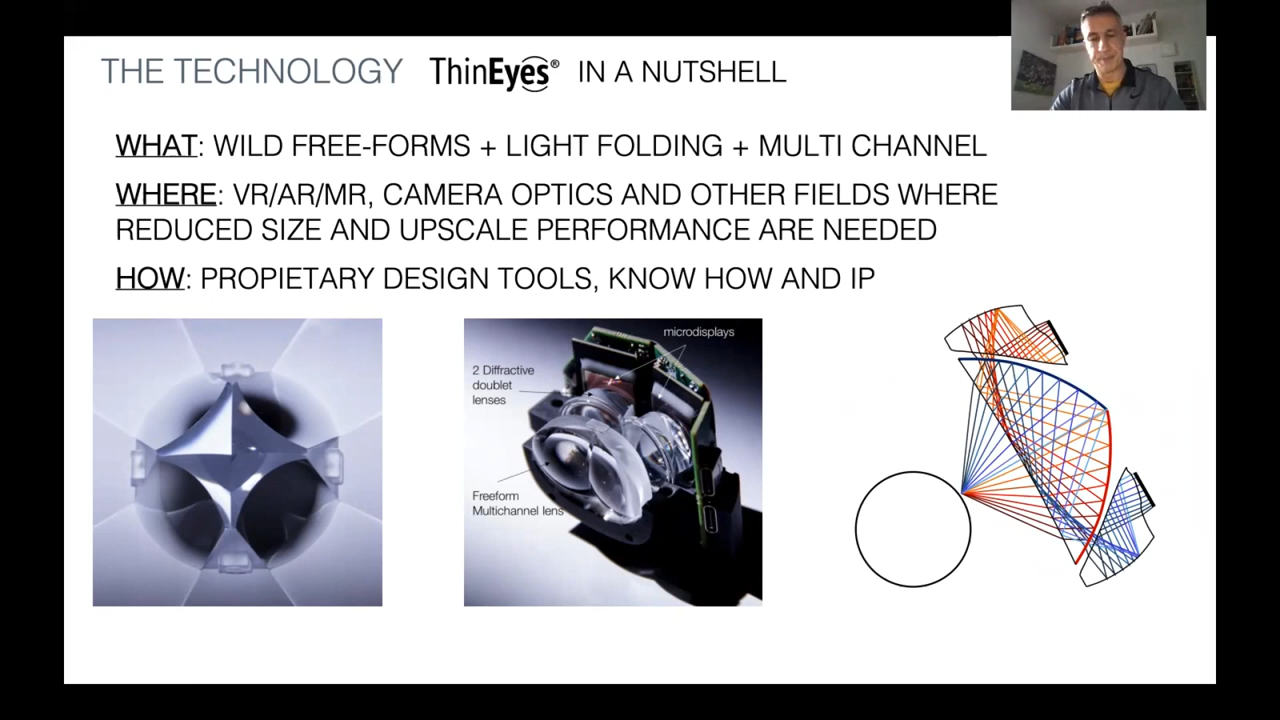 THE TECHNOLOGY ThinEyes® IN A NUTSHELL
WHAT: WILD FREE-FORMS + LIGHT FOLDING + MULTI CHANNEL
WHERE: VR/AR/MR, CAMERA OPTICS AND OTHER FIELDS WHERE
REDUCED SIZE AND UPSCALE PERFORMANCE ARE NEEDED
HOW: PROPIETARY DESIGN TOOLS, KNOW HOW AND IP
microdisplays
2 Diffractive
doublet
lenses
Freeform
Multichannel lens